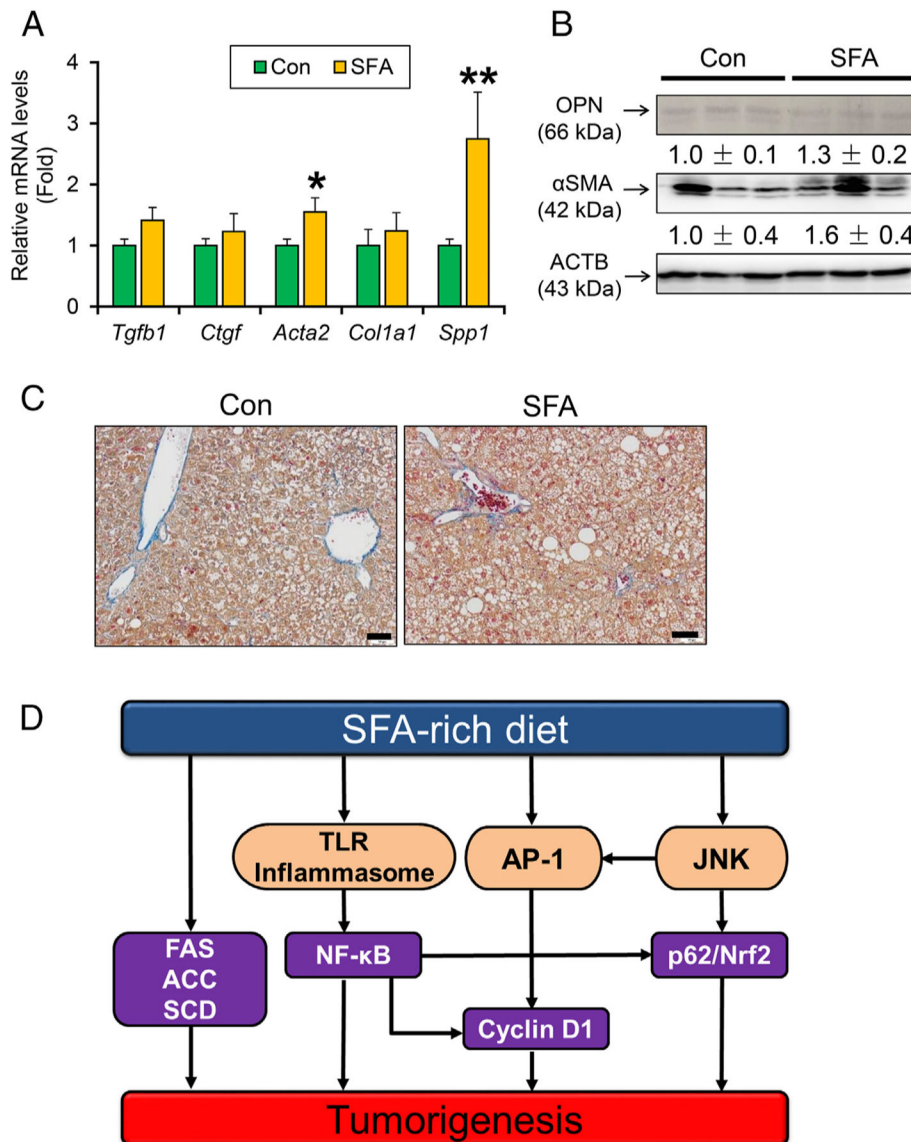 A
Relative mRNA levels
(Fold)
4
3
2
1
0
Con
SFA
*
**
Tgfb1
Ctgf
Acta2
Col1a1
Spp1
B
Con
SFA
OPN
(66 kDa)
1.0 ± 0.1
1.3 ± 0.2
αSMA
(42 kDa)
1.0 ± 0.4
1.6 ± 0.4
ACTB
(43 kDa)
C
Con
SFA
D
SFA-rich diet
TLR
Inflammasome
AP-1
JNK
FAS
ACC
SCD
NF-κB
p62/Nrf2
Cyclin D1
Tumorigenesis